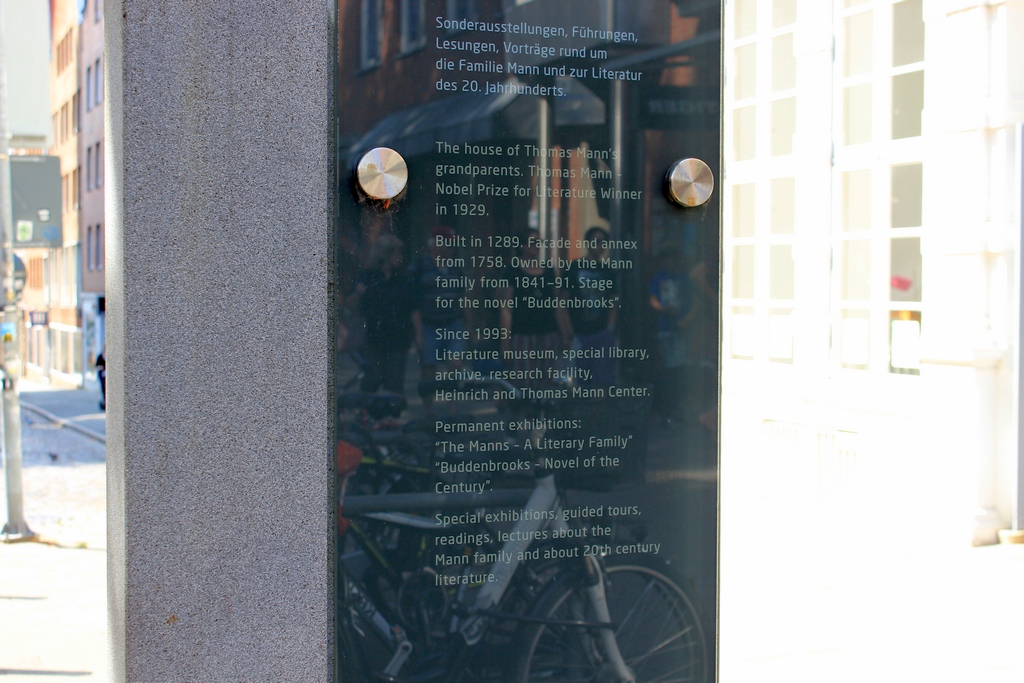 Sonderausstellungen, Führungen,
Lesungen, Vorträge rund um
die Familie Mann und zur Literatur
des 20. Jahrhunderts.
The house of Thomas Mann's
grandparents. Thomas Mann –
Nobel Prize for Literature Winner
in 1929.
Built in 1289. Facade and annex
from 1758. Owned by the Mann
family from 1841–91. Stage
for the novel "Buddenbrooks".
Since 1993:
Literature museum, special library,
archive, research facility,
Heinrich and Thomas Mann Center.
Permanent exhibitions:
"The Manns – A Literary Family"
"Buddenbrooks – Novel of the
Century".
Special exhibitions, guided tours,
readings, lectures about the
Mann family and about 20th century
literature.